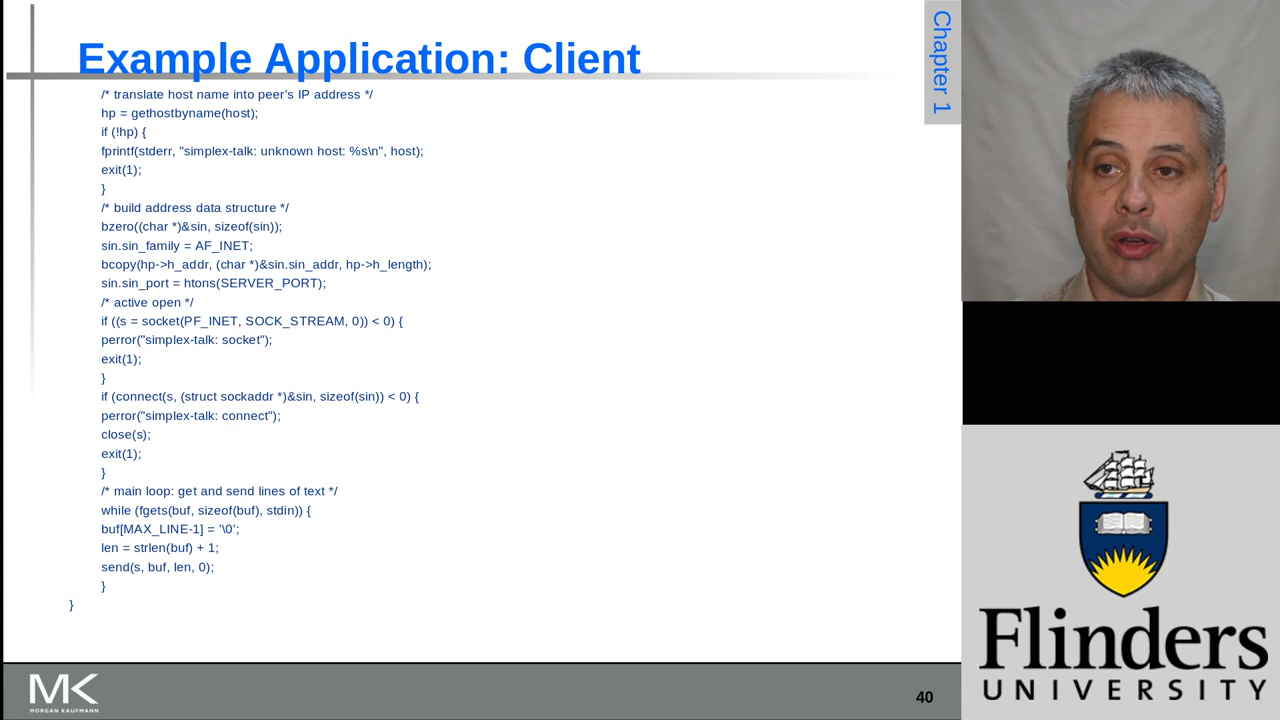 Example Application: Client
/* translate host name into peer’s IP address */
hp = gethostbyname(host);
if (!hp) {
fprintf(stderr, "simplex-talk: unknown host: %s\n", host);
exit(1);
}
/* build address data structure */
bzero((char *)&sin, sizeof(sin));
sin.sin_family = AF_INET;
bcopy(hp->h_addr, (char *)&sin.sin_addr, hp->h_length);
sin.sin_port = htons(SERVER_PORT);
/* active open */
if ((s = socket(PF_INET, SOCK_STREAM, 0)) < 0) {
perror("simplex-talk: socket");
exit(1);
}
if (connect(s, (struct sockaddr *)&sin, sizeof(sin)) < 0) {
perror("simplex-talk: connect");
close(s);
exit(1);
}
/* main loop: get and send lines of text */
while (fgets(buf, sizeof(buf), stdin)) {
buf[MAX_LINE-1] = '\0';
len = strlen(buf) + 1;
send(s, buf, len, 0);
}
}
Chapter 1
MK
MORGAN KAUFMANN
40
Flinders
UNIVERSITY